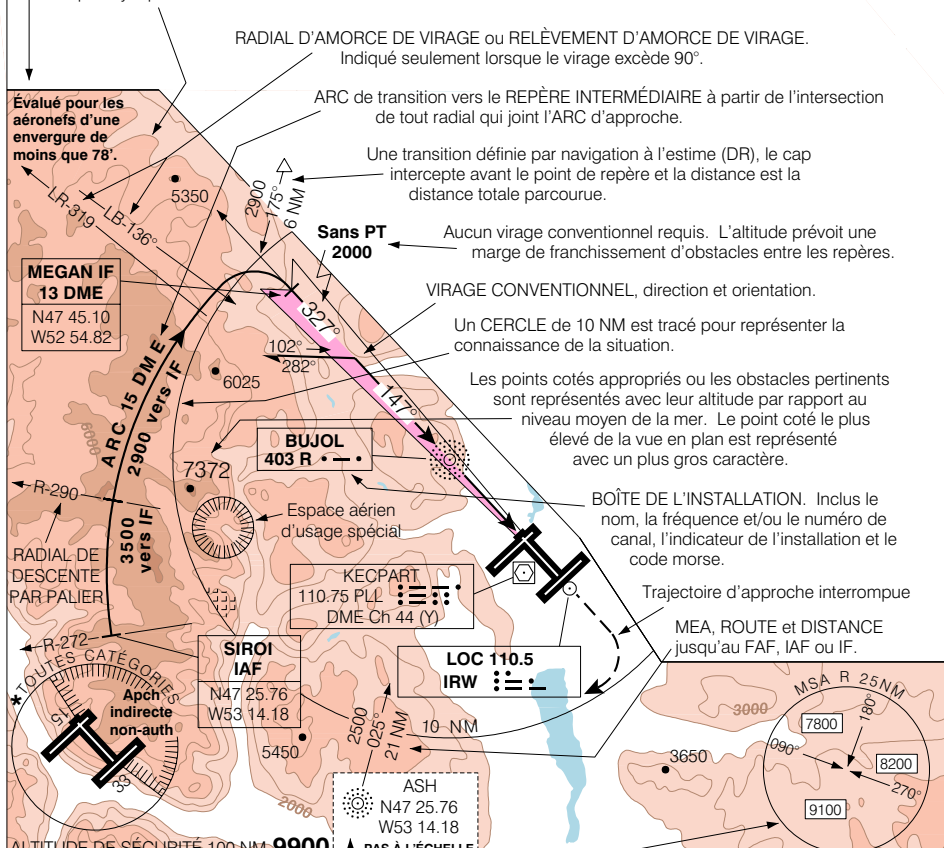 RADIAL D'AMORCE DE VIRAGE ou RELÈVEMENT D'AMORCE DE VIRAGE.
Indiqué seulement lorsque le virage excède 90°.
Évalué pour les
aéronefs d'une
envergure de
moins que 78'.
ARC de transition vers le REPÈRE INTERMÉDIAIRE à partir de l'intersection
de tout radial qui joint l'ARC d'approche.
Une transition définie par navigation à l'estime (DR), le cap
intercepte avant le point de repère et la distance est la
distance totale parcourue.
5350
LR-319
LB-136°
2900
175°
6 NM
Sans PT
2000
Aucun virage conventionnel requis. L'altitude prévoit une
marge de franchissement d'obstacles entre les repères.
MEGAN IF
13 DME
N47 45.10
W52 54.82
VIRAGE CONVENTIONNEL, direction et orientation.
327°
Un CERCLE de 10 NM est tracé pour représenter la
connaissance de la situation.
102°
282°
147°
6025
ARC 15 DME
2900 vers IF
6000
Les points cotés appropriés ou les obstacles pertinents
sont représentés avec leur altitude par rapport au
niveau moyen de la mer. Le point coté le plus
élevé de la vue en plan est représenté
avec un plus gros caractère.
BUJOL
403 R
7372
R-290
BOÎTE DE L'INSTALLATION. Inclus le
nom, la fréquence et/ou le numéro de
canal, l'indicateur de l'installation et le
code morse.
Espace aérien
d'usage spécial
3500
vers IF
RADIAL DE
DESCENTE
PAR PALIER
KECPART
110.75 PLL
DME Ch 44 (Y)
Trajectoire d'approche interrompue
MEA, ROUTE et DISTANCE
jusqu'au FAF, IAF ou IF.
R-272
SIROI
IAF
N47 25.76
W53 14.18
LOC 110.5
IRW
*TOUTES CATÉGORIES
Apch
indirecte
non-auth
15
33
5450
2500
025°
21 NM
10 NM
3650
3000
MSA R 25NM
7800
180°
090°
8200
270°
9100
2000
ASH
N47 25.76
W53 14.18
PAS À L'ÉCHELLE
ALTITUDE DE SÉCURITÉ 100 NM 9900